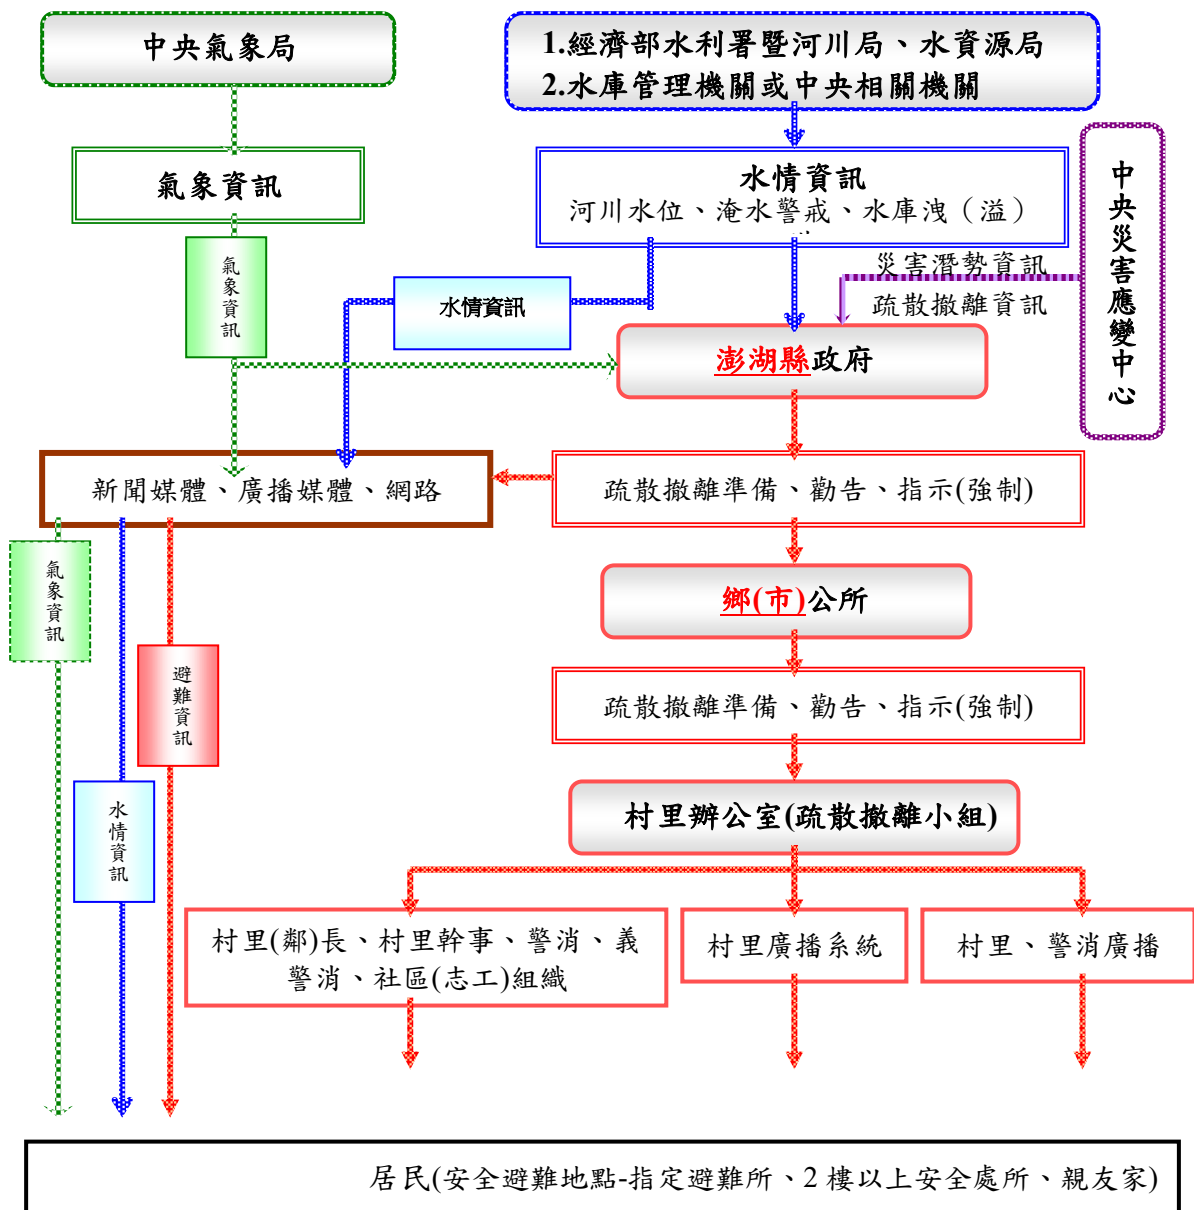 中央氣象局
1.經濟部水利署暨河川局、水資源局
2.水庫管理機關或中央相關機關
氣象資訊
水情資訊
河川水位、淹水警戒、水庫洩（溢）
中央災害應變中心
氣象資訊
水情資訊
災害潛勢資訊
疏散撤離資訊
澎湖縣政府
新聞媒體、廣播媒體、網路
疏散撤離準備、勸告、指示(強制)
氣象資訊
鄉(市)公所
避難資訊
疏散撤離準備、勸告、指示(強制)
水情資訊
村里辦公室(疏散撤離小組)
村里(鄰)長、村里幹事、警消、義
警消、社區(志工)組織
村里廣播系統
村里、警消廣播
居民(安全避難地點-指定避難所、2 樓以上安全處所、親友家)